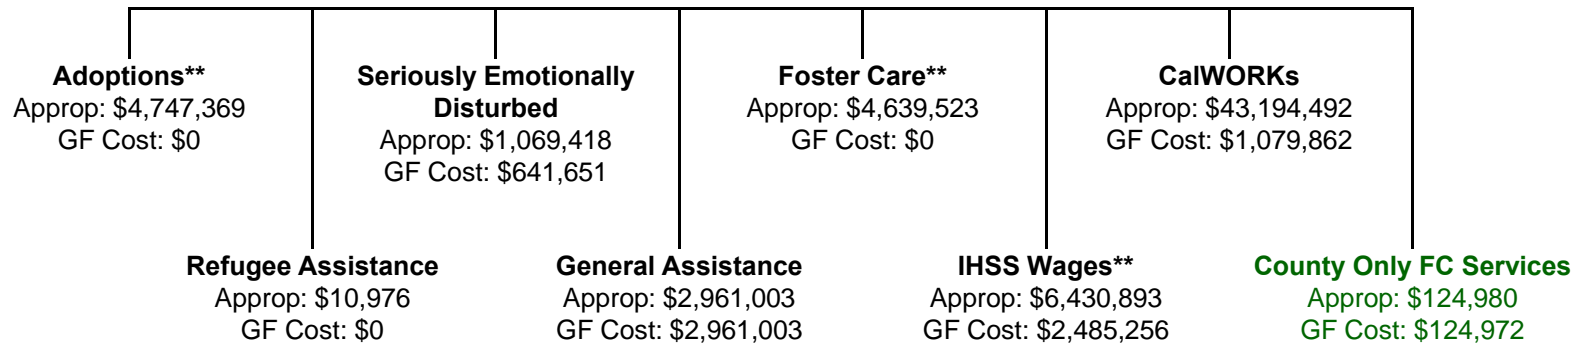 Adoptions**
Approp: $4,747,369
GF Cost: $0
Seriously Emotionally
Disturbed
Approp: $1,069,418
GF Cost: $641,651
Foster Care**
Approp: $4,639,523
GF Cost: $0
CalWORKs
Approp: $43,194,492
GF Cost: $1,079,862
Refugee Assistance
Approp: $10,976
GF Cost: $0
General Assistance
Approp: $2,961,003
GF Cost: $2,961,003
IHSS Wages**
Approp: $6,430,893
GF Cost: $2,485,256
County Only FC Services
Approp: $124,980
GF Cost: $124,972